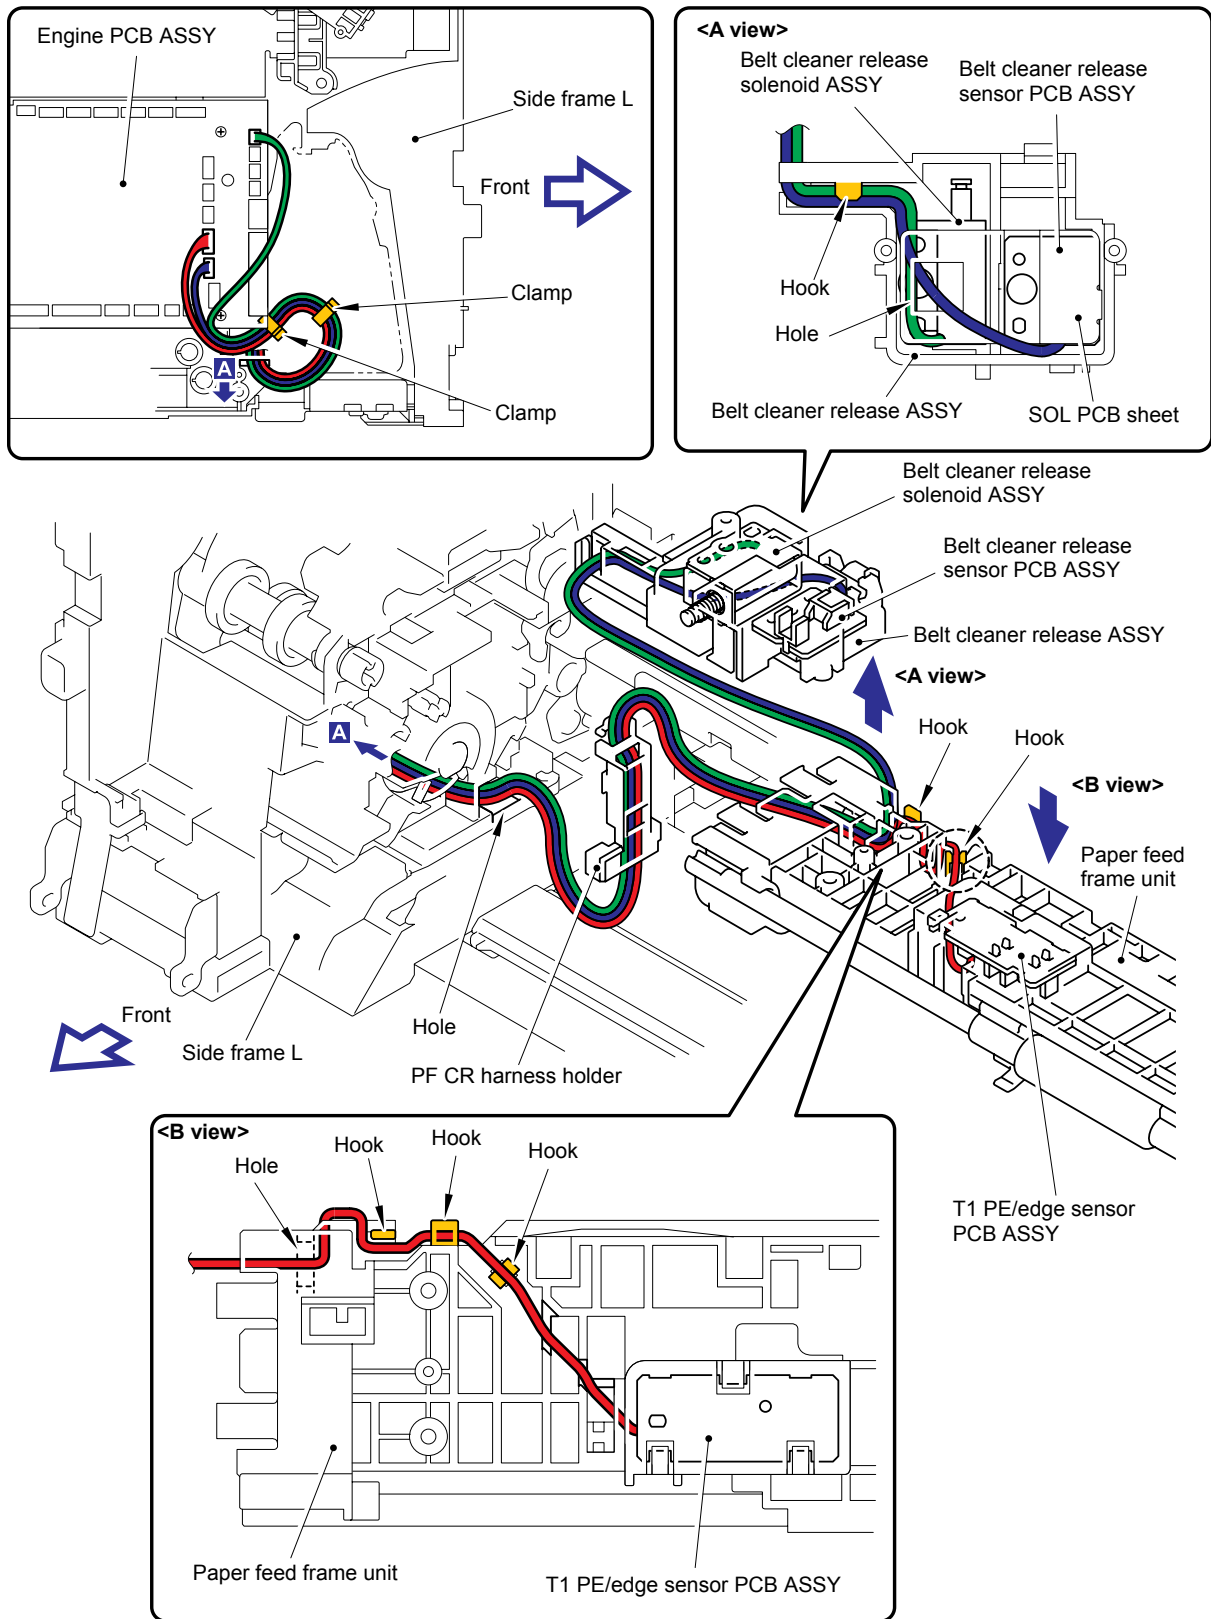 Engine PCB ASSY
Side frame L
Front
Clamp
A
Clamp
<A view>
Belt cleaner release
solenoid ASSY
Belt cleaner release
sensor PCB ASSY
Hook
Hole
Belt cleaner release ASSY
SOL PCB sheet
Belt cleaner release
solenoid ASSY
Belt cleaner release
sensor PCB ASSY
Belt cleaner release ASSY
<A view>
Hook
Hook
<B view>
A
Paper feed
frame unit
Front
Side frame L
Hole
PF CR harness holder
T1 PE/edge sensor
PCB ASSY
<B view>
Hole
Hook
Hook
Hook
Paper feed frame unit
T1 PE/edge sensor PCB ASSY